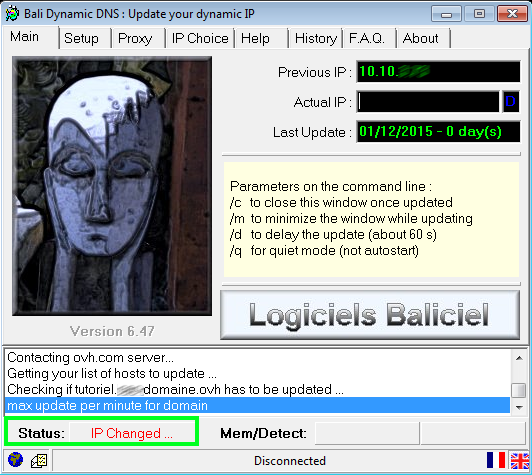 Bali Dynamic DNS : Update your dynamic IP
Main Setup Proxy IP Choice Help History F.A.Q. About
Previous IP : 10.10.
Actual IP : D
Last Update : 01/12/2015 - 0 day(s)
Parameters on the command line :
/c to close this window once updated
/m to minimize the window while updating
/d to delay the update (about 60 s)
/q for quiet mode (not autostart)
Logiciels Baliciel
Version 6.47
Contacting ovh.com server...
Getting your list of hosts to update ...
Checking if tutoriel. domaine.ovh has to be updated ...
max update per minute for domain
Status: IP Changed ... Mem/Detect:
Disconnected